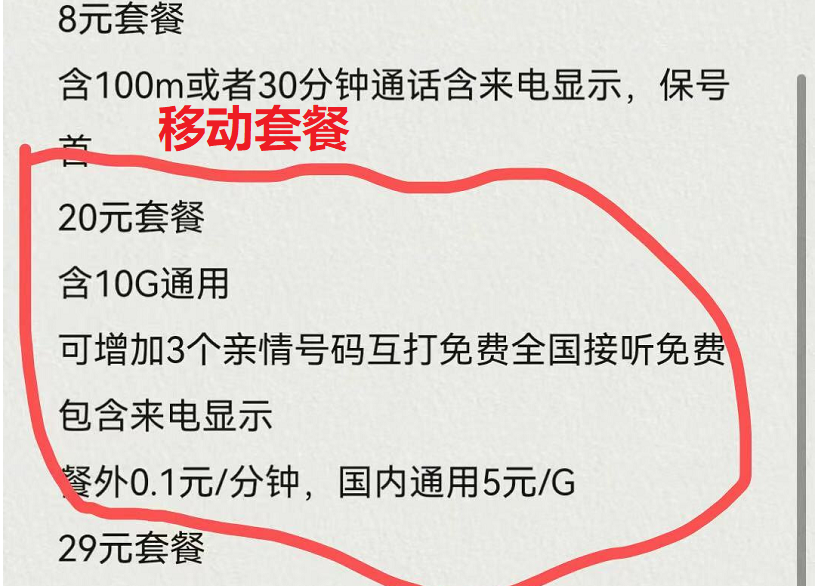 8元套餐
含100m或者30分钟通话含来电显示，保号
首
移动套餐
20元套餐
含10G通用
可增加3个亲情号码互打免费全国接听免费
包含来电显示
餐外0.1元/分钟，国内通用5元/G
29元套餐